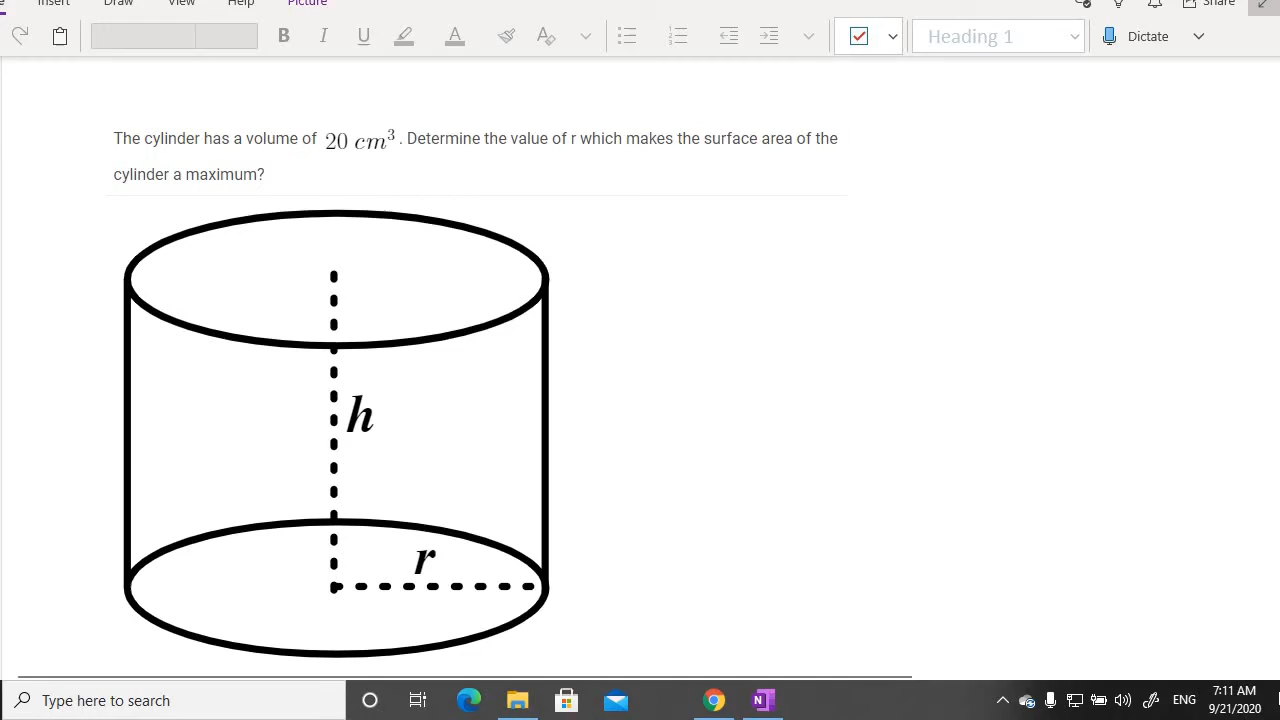 Insert Draw View Help Picture Share
B I U A A Heading 1 Dictate
The cylinder has a volume of 20 cm³. Determine the value of r which makes the surface area of the
cylinder a maximum?
h
r
Type here to search
N
ENG
7:11 AM
9/21/2020